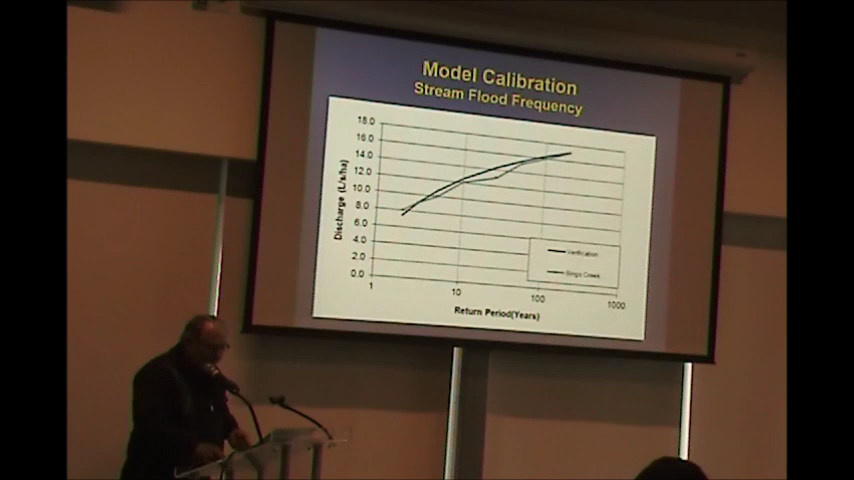 Model Calibration
Stream Flood Frequency
18.0
16.0
14.0
12.0
10.0
8.0
6.0
4.0
2.0
0.0
Discharge (L/s/ha)
1
10
100
1000
Return Period(Years)
Verification
Creek